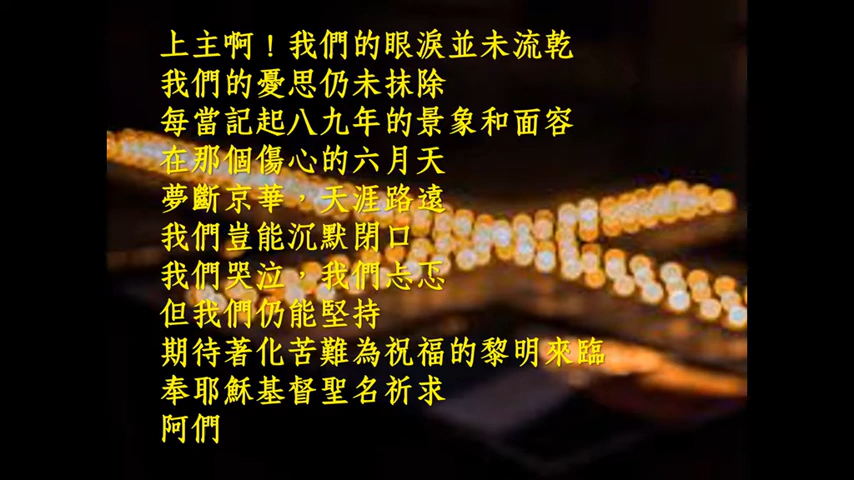 上主啊！我們的眼淚並未流乾
我們的憂思仍未抹除
每當記起八九年的景象和面容
在那個傷心的六月天
夢斷京華，天涯路遠
我們豈能沉默閉口
我們哭泣，我們忐忑
但我們仍能堅持
期待著化苦難為祝福的黎明來臨
奉耶穌基督聖名祈求
阿們